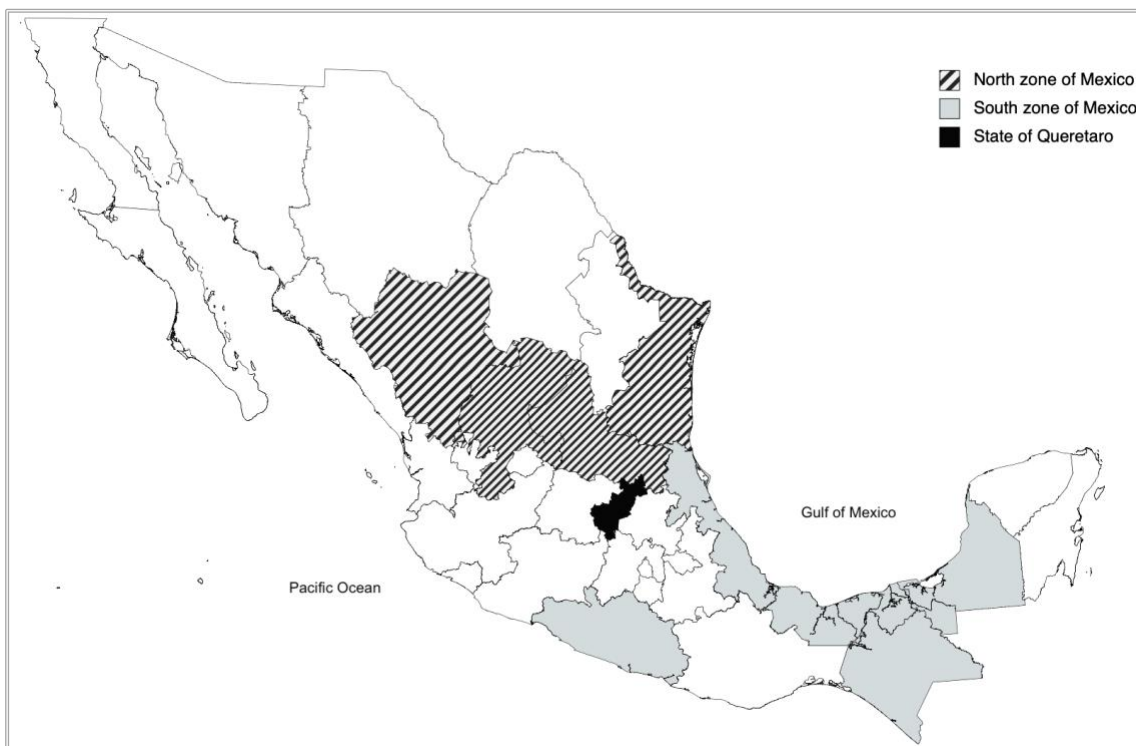 North zone of Mexico
South zone of Mexico
State of Queretaro
Gulf of Mexico
Pacific Ocean